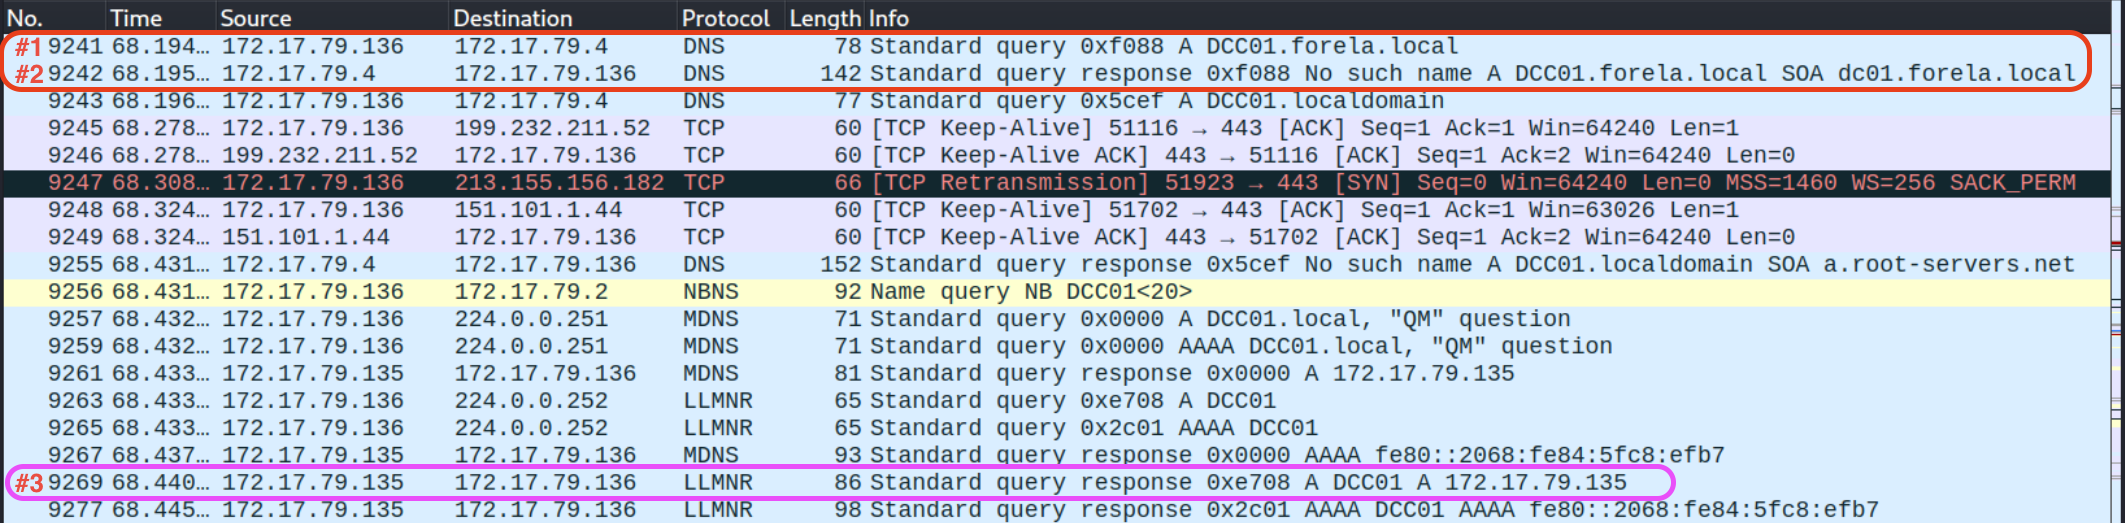 No. Time Source Destination Protocol Length Info
#1 9241 68.194… 172.17.79.136 172.17.79.4 DNS 78 Standard query 0xf088 A DCC01.forela.local
#2 9242 68.195… 172.17.79.4 172.17.79.136 DNS 142 Standard query response 0xf088 No such name A DCC01.forela.local SOA dc01.forela.local
9243 68.196… 172.17.79.136 172.17.79.4 DNS 77 Standard query 0x5cef A DCC01.localdomain
9245 68.278… 172.17.79.136 199.232.211.52 TCP 60 [TCP Keep-Alive] 51116 → 443 [ACK] Seq=1 Ack=1 Win=64240 Len=1
9246 68.278… 199.232.211.52 172.17.79.136 TCP 60 [TCP Keep-Alive ACK] 443 → 51116 [ACK] Seq=1 Ack=2 Win=64240 Len=0
9247 68.308… 172.17.79.136 213.155.156.182 TCP 66 [TCP Retransmission] 51923 → 443 [SYN] Seq=0 Win=64240 Len=0 MSS=1460 WS=256 SACK_PERM
9248 68.324… 172.17.79.136 151.101.1.44 TCP 60 [TCP Keep-Alive] 51702 → 443 [ACK] Seq=1 Ack=1 Win=63026 Len=1
9249 68.324… 151.101.1.44 172.17.79.136 TCP 60 [TCP Keep-Alive ACK] 443 → 51702 [ACK] Seq=1 Ack=2 Win=64240 Len=0
9255 68.431… 172.17.79.4 172.17.79.136 DNS 152 Standard query response 0x5cef No such name A DCC01.localdomain SOA a.root-servers.net
9256 68.431… 172.17.79.136 172.17.79.2 NBNS 92 Name query NB DCC01<20>
9257 68.432… 172.17.79.136 224.0.0.251 MDNS 71 Standard query 0x0000 A DCC01.local, "QM" question
9259 68.432… 172.17.79.136 224.0.0.251 MDNS 71 Standard query 0x0000 AAAA DCC01.local, "QM" question
9261 68.433… 172.17.79.135 172.17.79.136 MDNS 81 Standard query response 0x0000 A 172.17.79.135
9263 68.433… 172.17.79.136 224.0.0.252 LLMNR 65 Standard query 0xe708 A DCC01
9265 68.433… 172.17.79.136 224.0.0.252 LLMNR 65 Standard query 0x2c01 AAAA DCC01
9267 68.437… 172.17.79.135 172.17.79.136 MDNS 93 Standard query response 0x0000 AAAA fe80::2068:fe84:5fc8:efb7
#3 9269 68.440… 172.17.79.135 172.17.79.136 LLMNR 86 Standard query response 0xe708 A DCC01 A 172.17.79.135
9277 68.445… 172.17.79.135 172.17.79.136 LLMNR 98 Standard query response 0x2c01 AAAA DCC01 AAAA fe80::2068:fe84:5fc8:efb7